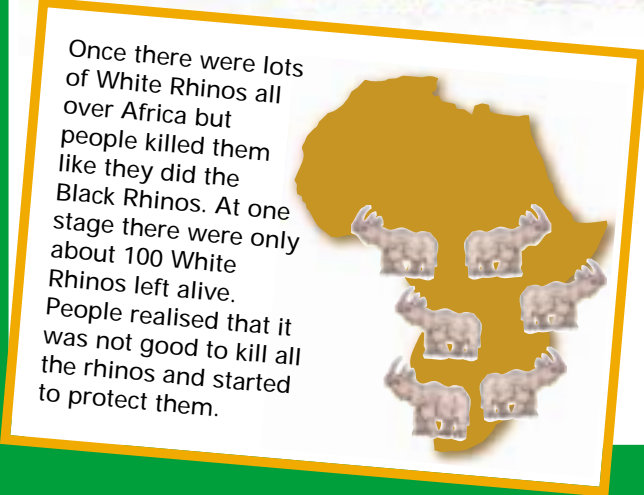 Once there were lots
of White Rhinos all
over Africa but
people killed them
like they did the
Black Rhinos. At one
stage there were only
about 100 White
Rhinos left alive.
People realised that it
was not good to kill all
the rhinos and started
to protect them.